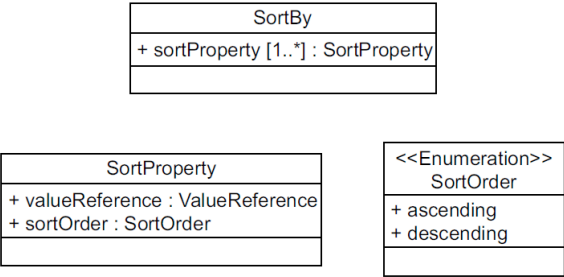 SortBy
+ sortProperty [1..*] : SortProperty
SortProperty
+ valueReference : ValueReference
+ sortOrder : SortOrder
<<Enumeration>>
SortOrder
+ ascending
+ descending